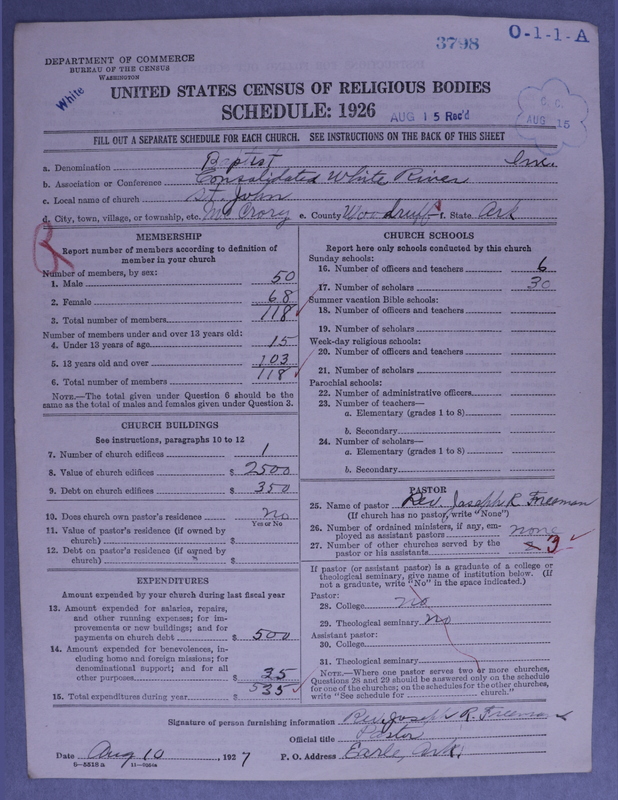 3798 O-1-1-A
DEPARTMENT OF COMMERCE
BUREAU OF THE CENSUS
WASHINGTON
White
UNITED STATES CENSUS OF RELIGIOUS BODIES
SCHEDULE: 1926
AUG 15 Rec'd
C. C.
AUG 15
FILL OUT A SEPARATE SCHEDULE FOR EACH CHURCH. SEE INSTRUCTIONS ON THE BACK OF THIS SHEET
a. Denomination Baptist Inc.
b. Association or Conference Consolidated White River
c. Local name of church St. John
d. City, town, village, or township, etc. McCrory e. County Woodruff f. State Ark
MEMBERSHIP
Report number of members according to definition of
member in your church
Number of members, by sex:
1. Male 50
2. Female 68
3. Total number of members 118
Number of members under and over 13 years old:
4. Under 13 years of age 15
5. 13 years old and over 103
6. Total number of members 118
NOTE.—The total given under Question 6 should be the
same as the total of males and females given under Question 3.
CHURCH BUILDINGS
See instructions, paragraphs 10 to 12
7. Number of church edifices 1
8. Value of church edifices $ 2500
9. Debt on church edifices $ 350
10. Does church own pastor's residence No
Yes or No
11. Value of pastor's residence (if owned by
church) $
12. Debt on pastor's residence (if owned by
church) $
EXPENDITURES
Amount expended by your church during last fiscal year
13. Amount expended for salaries, repairs,
and other running expenses; for im-
provements or new buildings; and for
payments on church debt $ 500
14. Amount expended for benevolences, in-
cluding home and foreign missions; for
denominational support; and for all
other purposes $ 35
15. Total expenditures during year $ 535
CHURCH SCHOOLS
Report here only schools conducted by this church
Sunday schools:
16. Number of officers and teachers 6
17. Number of scholars 30
Summer vacation Bible schools:
18. Number of officers and teachers
19. Number of scholars
Week-day religious schools:
20. Number of officers and teachers
21. Number of scholars
Parochial schools:
22. Number of administrative officers
23. Number of teachers—
a. Elementary (grades 1 to 8)
b. Secondary
24. Number of scholars—
a. Elementary (grades 1 to 8)
b. Secondary
PASTOR
25. Name of pastor Rev. Joseph R. Freeman
(If church has no pastor, write "None")
26. Number of ordained ministers, if any, em-
ployed as assistant pastors none
27. Number of other churches served by the
pastor or his assistants 3
If pastor (or assistant pastor) is a graduate of a college or
theological seminary, give name of institution below. (If
not a graduate, write "No" in the space indicated.)
Pastor:
28. College no
29. Theological seminary No
Assistant pastor:
30. College
31. Theological seminary
NOTE.—Where one pastor serves two or more churches,
Questions 28 and 29 should be answered only on the schedule
for one of the churches; on the schedules for the other churches,
write "See schedule for church."
Signature of person furnishing information Rev. Joseph R. Freeman
Official title Pastor
Date Aug 10, 1927 P. O. Address Earle, Ark.